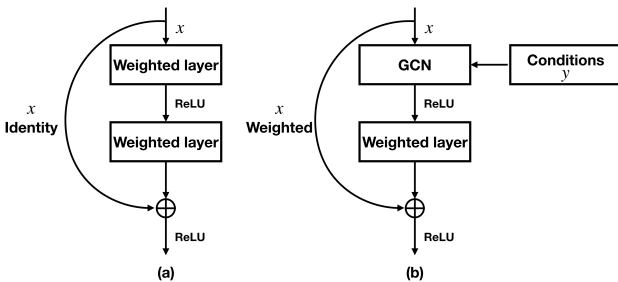 x
Weighted layer
ReLU
x
Identity
Weighted layer
ReLU
(a)
x
GCN
Conditions
y
ReLU
x
Weighted
Weighted layer
ReLU
(b)